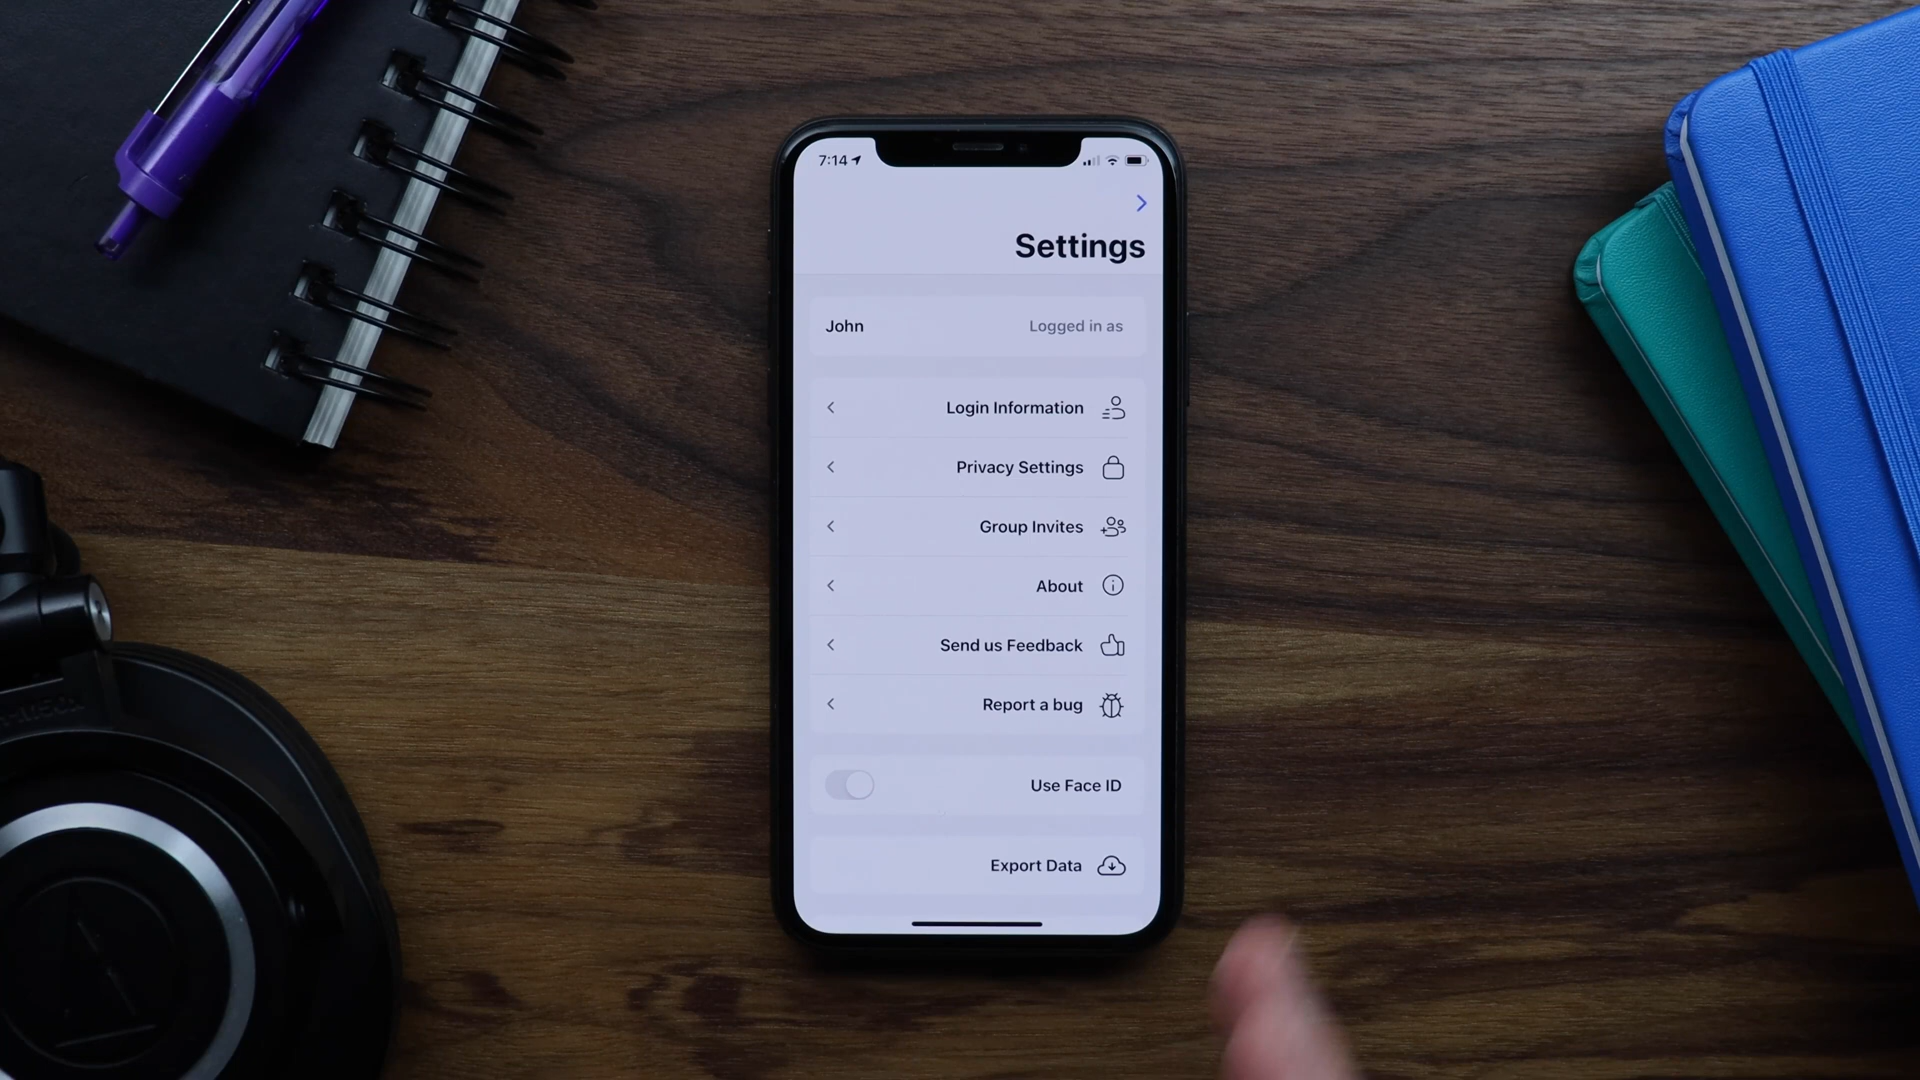 7:14
Settings
John Logged in as
Login Information
Privacy Settings
Group Invites
About
Send us Feedback
Report a bug
Use Face ID
Export Data